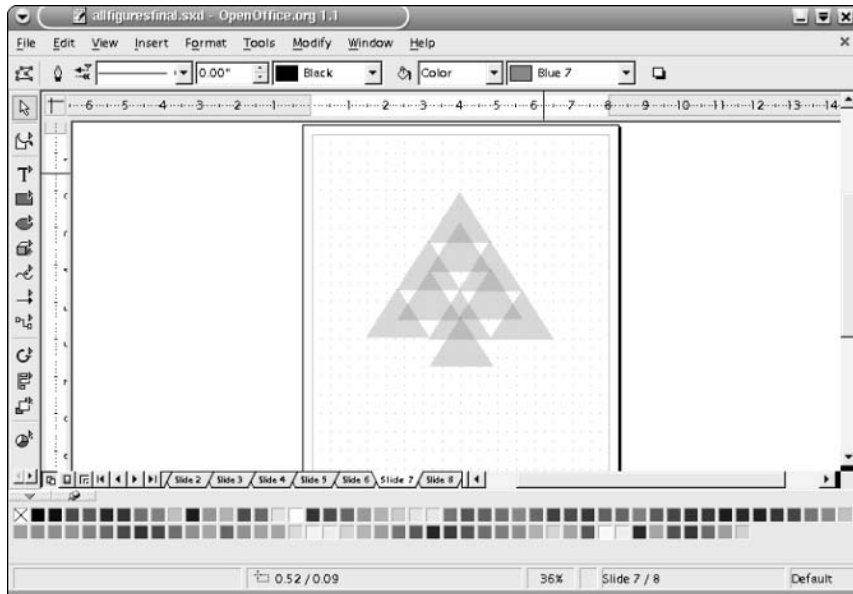 allfiguresfinal.sxd - OpenOffice.org 1.1
File Edit View Insert Format Tools Modify Window Help
0.00" Black Color Blue 7
6 5 4 3 2 1 1 2 3 4 5 6 7 8 9 10 11 12 13 14
Slide 2 Slide 3 Slide 4 Slide 5 Slide 6 Slide 7 Slide 8
0.52 / 0.09 36% Slide 7 / 8 Default